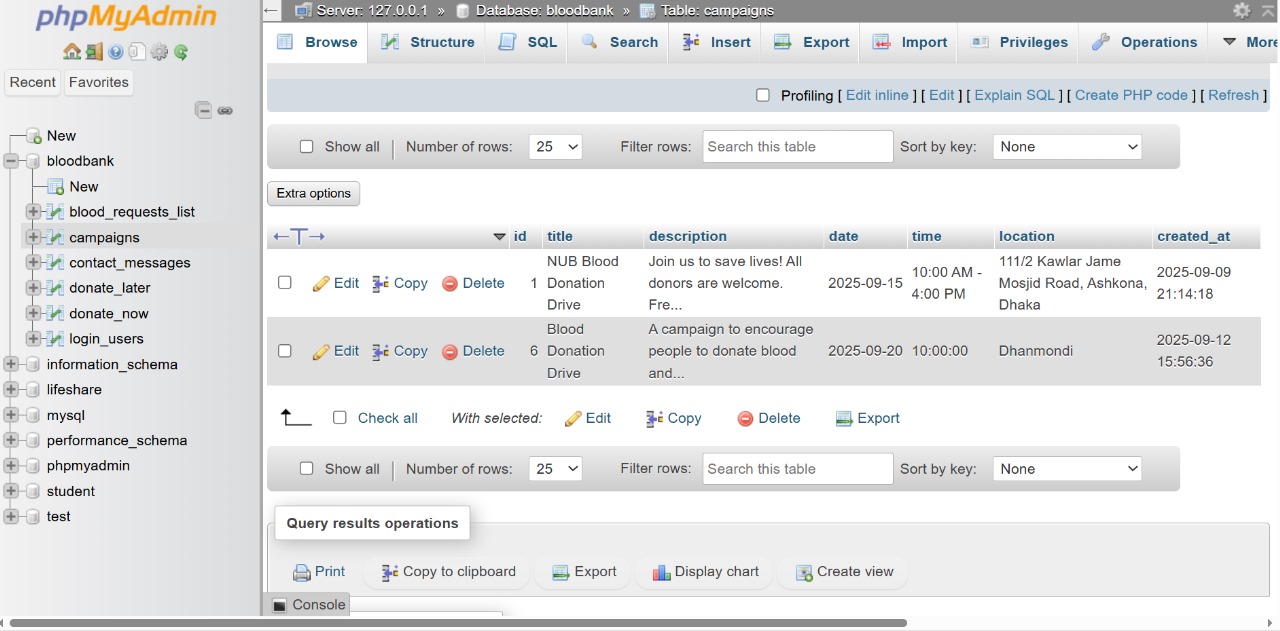 phpMyAdmin
Recent Favorites
New
bloodbank
New
blood_requests_list
campaigns
contact_messages
donate_later
donate_now
login_users
information_schema
lifeshare
mysql
performance_schema
phpmyadmin
student
test
Server: 127.0.0.1 » Database: bloodbank » Table: campaigns
Browse Structure SQL Search Insert Export Import Privileges Operations More
Profiling [ Edit inline ] [ Edit ] [ Explain SQL ] [ Create PHP code ] [ Refresh ]
Show all | Number of rows: 25 Filter rows: Search this table Sort by key: None
Extra options
←T→ id title description date time location created_at
Edit Copy Delete 1 NUB Blood Donation Drive Join us to save lives! All donors are welcome. Fre... 2025-09-15 10:00 AM - 4:00 PM 111/2 Kawlar Jame Mosjid Road, Ashkona, Dhaka 2025-09-09 21:14:18
Edit Copy Delete 6 Blood Donation Drive A campaign to encourage people to donate blood and... 2025-09-20 10:00:00 Dhanmondi 2025-09-12 15:56:36
Check all With selected: Edit Copy Delete Export
Show all | Number of rows: 25 Filter rows: Search this table Sort by key: None
Query results operations
Print Copy to clipboard Export Display chart Create view
Console